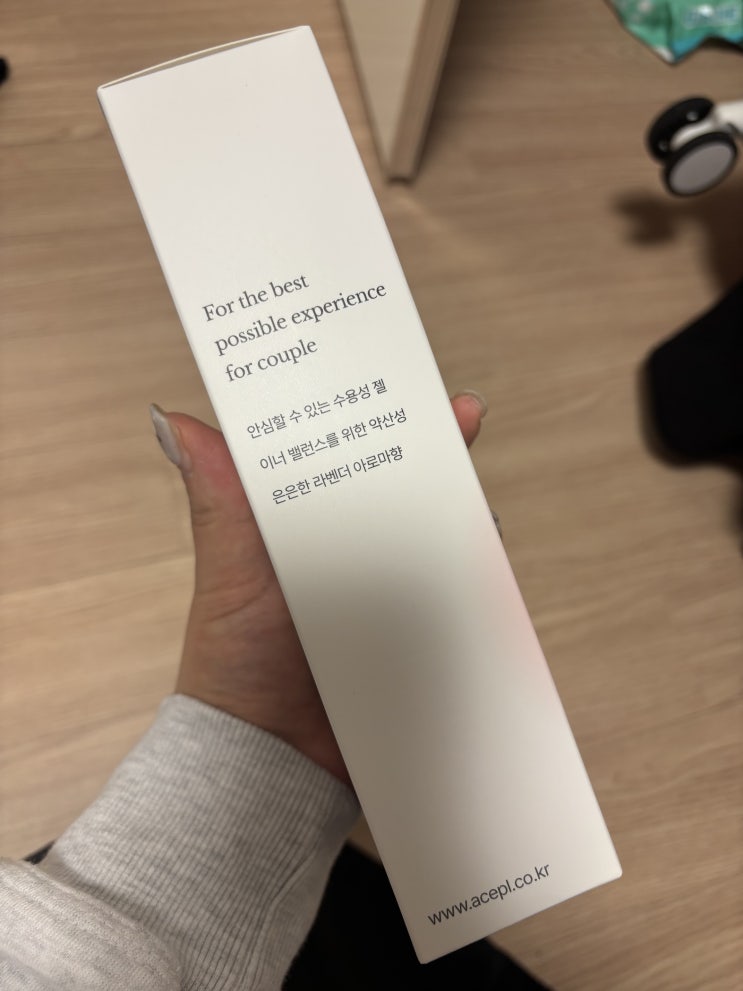 For the best
possible experience
for couple
안심할 수 있는 수용성 젤
이너 밸런스를 위한 약산성
은은한 라벤더 아로마향
www.acepl.co.kr